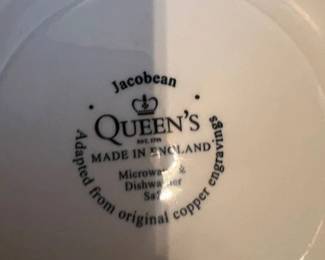 Jacobean
QUEEN'S
MADE IN ENGLAND
Microwave &
Dishwasher
Safe
Adapted from original copper engravings